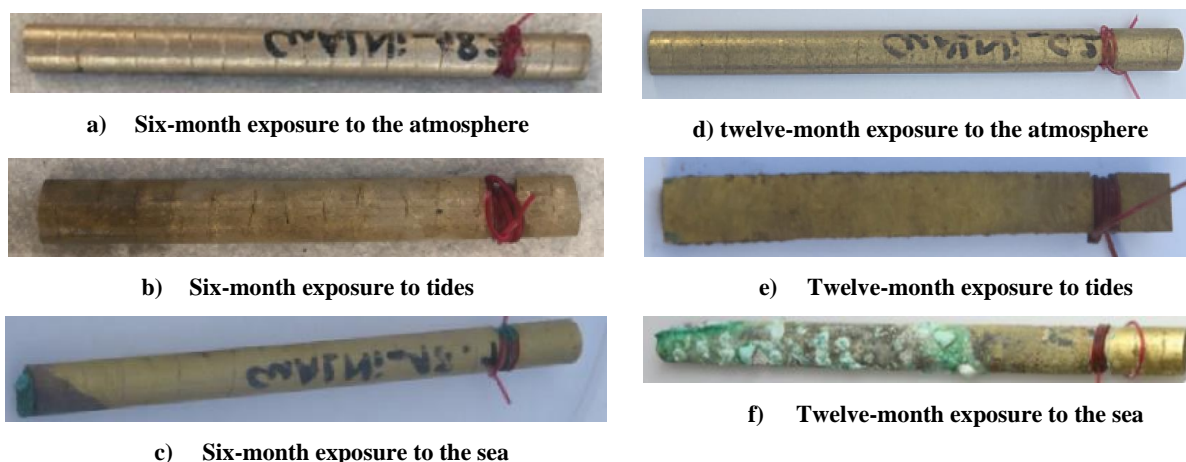 a) Six-month exposure to the atmosphere
b) Six-month exposure to tides
c) Six-month exposure to the sea
d) twelve-month exposure to the atmosphere
e) Twelve-month exposure to tides
f) Twelve-month exposure to the sea